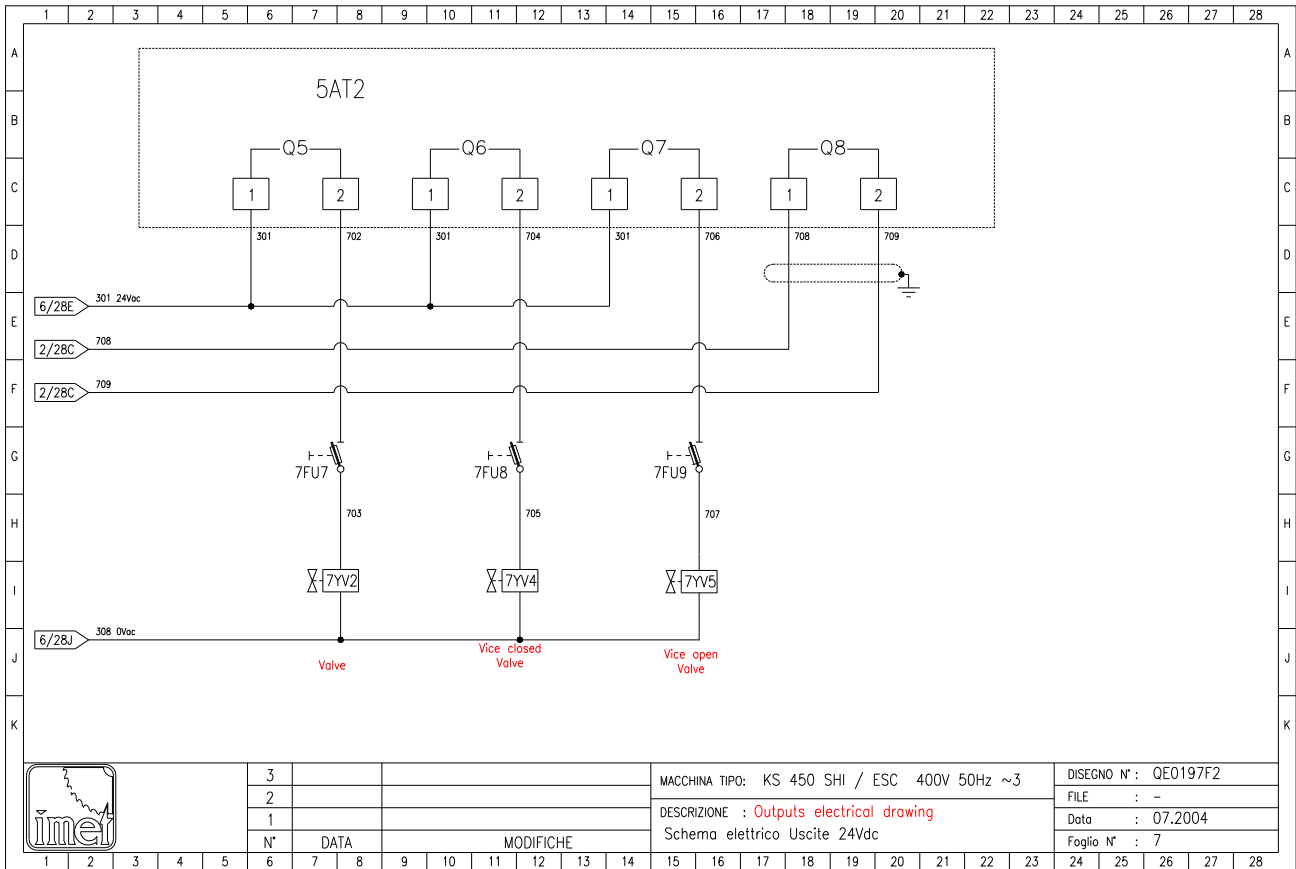 1 2 3 4 5 6 7 8 9 10 11 12 13 14 15 16 17 18 19 20 21 22 23 24 25 26 27 28
A A
5AT2
B B
Q5 Q6 Q7 Q8
C 1 2 1 2 1 2 1 2 C
301 702 301 704 301 706 708 709
D D
6/28E 301 24Vac
E E
2/28C 708
F 2/28C 709 F
G G
7FU7 7FU8 7FU9
703 705 707
H H
7YV2 7YV4 7YV5
I I
6/28J 308 0Vac
J J
Valve
Vice closed
Valve
Vice open
Valve
K K
imet
3
2
1
N° DATA MODIFICHE
MACCHINA TIPO: KS 450 SHI / ESC 400V 50Hz ~3
DESCRIZIONE : Outputs electrical drawing
Schema elettrico Uscite 24Vdc
DISEGNO N° : QE0197F2
FILE : -
Data : 07.2004
Foglio N° : 7
1 2 3 4 5 6 7 8 9 10 11 12 13 14 15 16 17 18 19 20 21 22 23 24 25 26 27 28